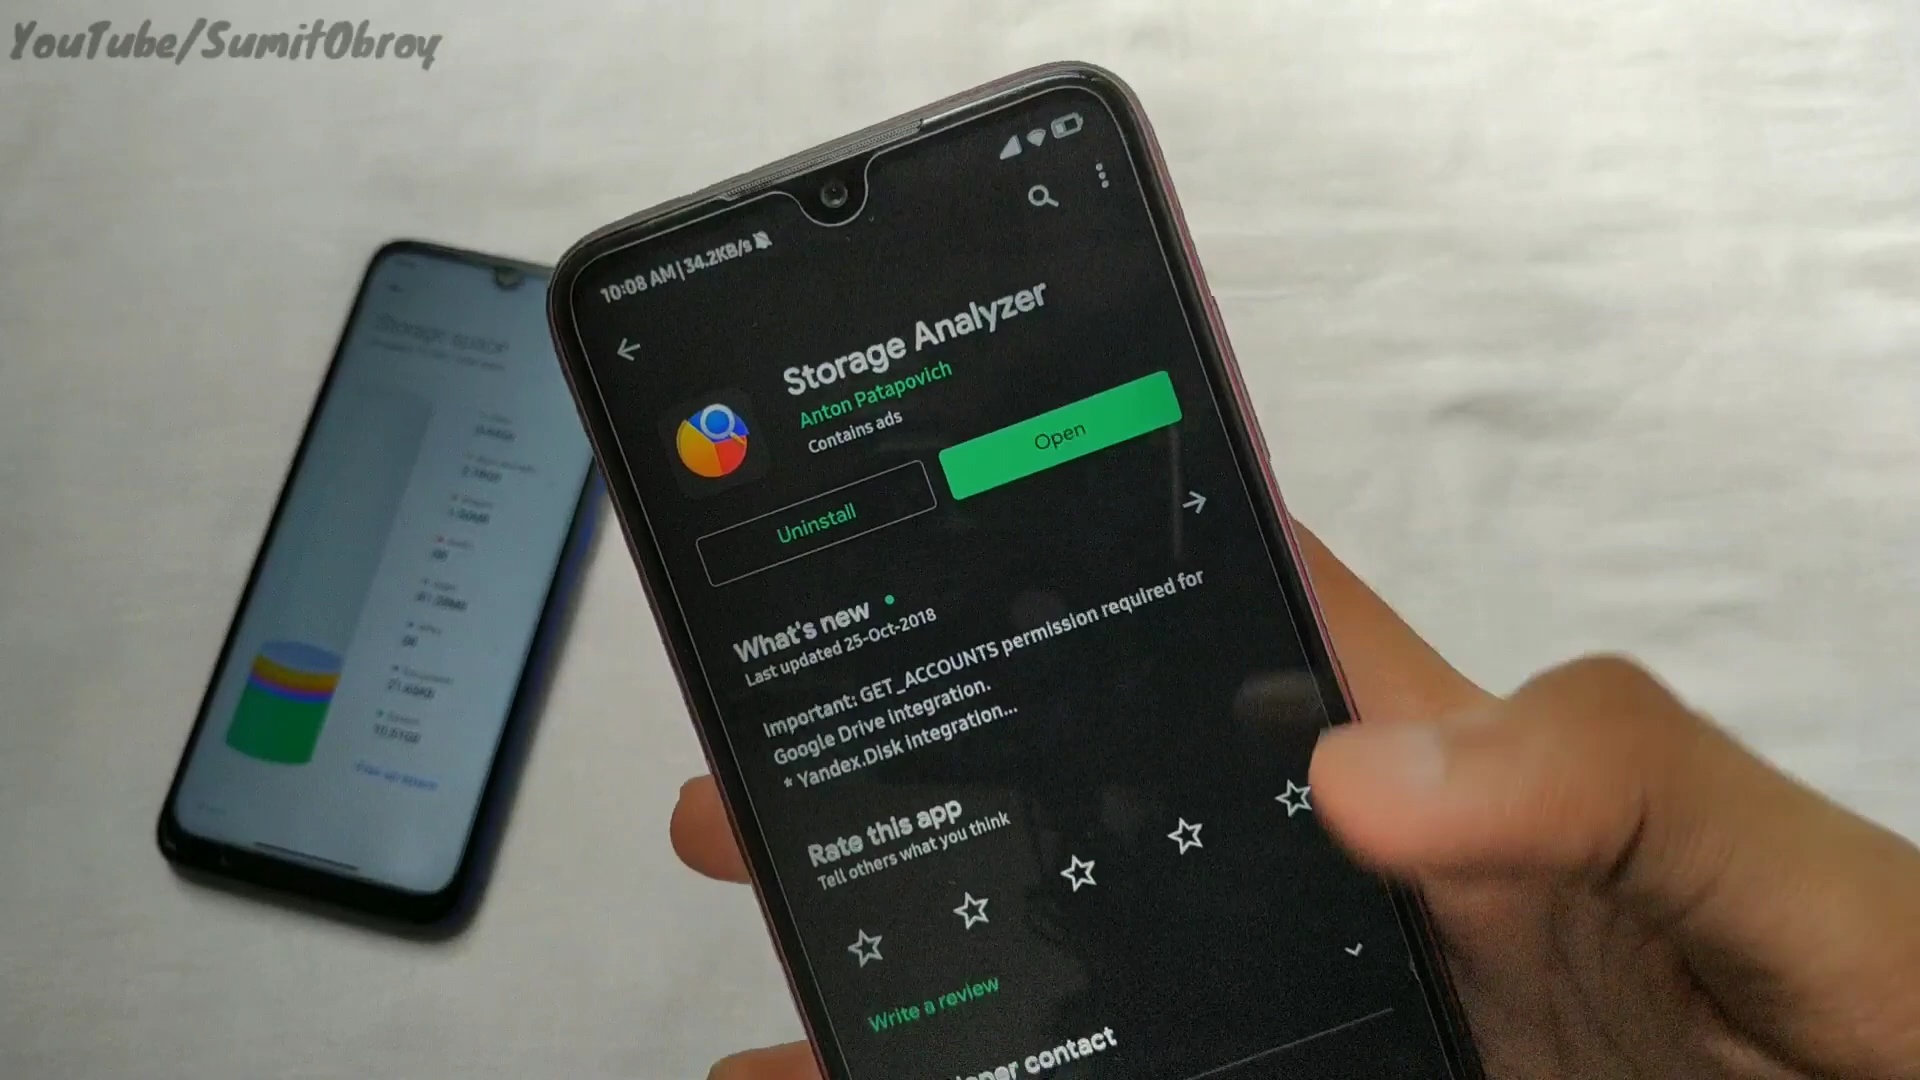 YouTube/SumitObroy
10:08 AM | 34.2KB/s
Storage Analyzer
Anton Patapovich
Contains ads
Open
Uninstall
What's new
Last updated 25-Oct-2018
Important: GET_ACCOUNTS permission required for
Google Drive integration.
* Yandex.Disk integration...
Rate this app
Tell others what you think
Write a review
contact
Storage space